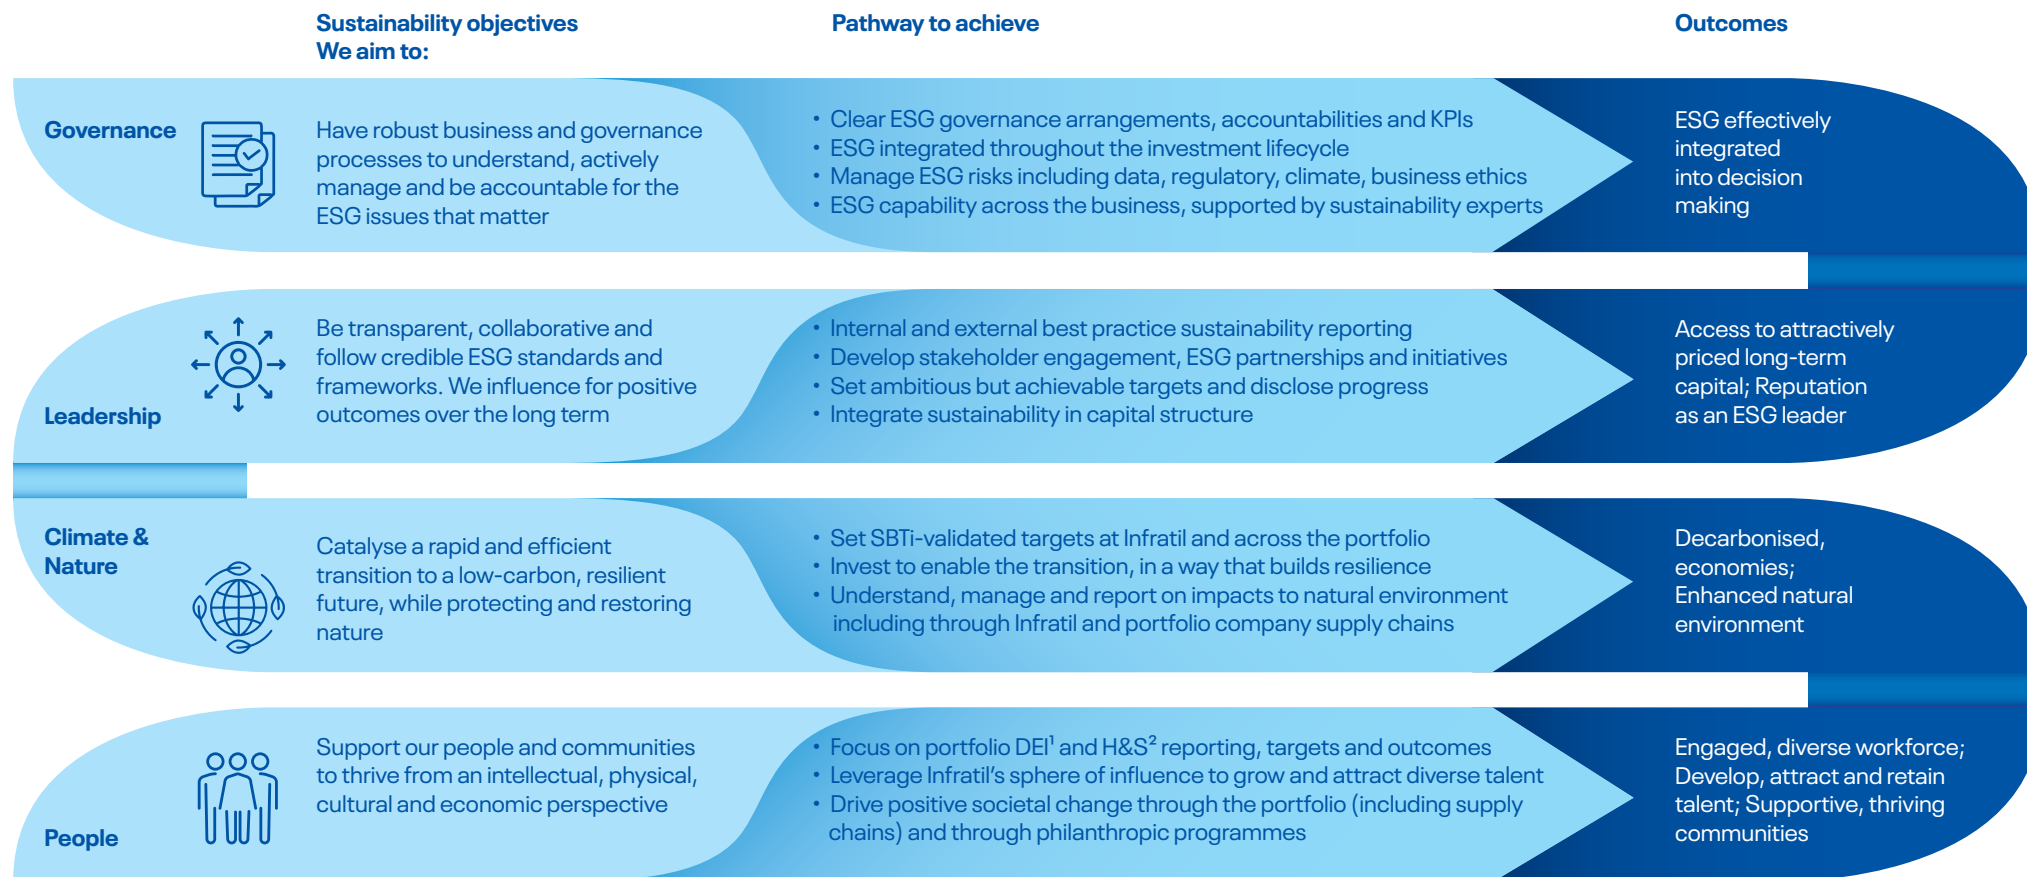 Sustainability objectives
We aim to:
Pathway to achieve
Outcomes
Governance
Have robust business and governance
processes to understand, actively
manage and be accountable for the
ESG issues that matter
• Clear ESG governance arrangements, accountabilities and KPIs
• ESG integrated throughout the investment lifecycle
• Manage ESG risks including data, regulatory, climate, business ethics
• ESG capability across the business, supported by sustainability experts
ESG effectively
integrated
into decision
making
Leadership
Be transparent, collaborative and
follow credible ESG standards and
frameworks. We influence for positive
outcomes over the long term
• Internal and external best practice sustainability reporting
• Develop stakeholder engagement, ESG partnerships and initiatives
• Set ambitious but achievable targets and disclose progress
• Integrate sustainability in capital structure
Access to attractively
priced long-term
capital; Reputation
as an ESG leader
Climate &
Nature
Catalyse a rapid and efficient
transition to a low-carbon, resilient
future, while protecting and restoring
nature
• Set SBTi-validated targets at Infratil and across the portfolio
• Invest to enable the transition, in a way that builds resilience
• Understand, manage and report on impacts to natural environment
including through Infratil and portfolio company supply chains
Decarbonised,
economies;
Enhanced natural
environment
People
Support our people and communities
to thrive from an intellectual, physical,
cultural and economic perspective
• Focus on portfolio DEI¹ and H&S² reporting, targets and outcomes
• Leverage Infratil's sphere of influence to grow and attract diverse talent
• Drive positive societal change through the portfolio (including supply
chains) and through philanthropic programmes
Engaged, diverse workforce;
Develop, attract and retain
talent; Supportive, thriving
communities